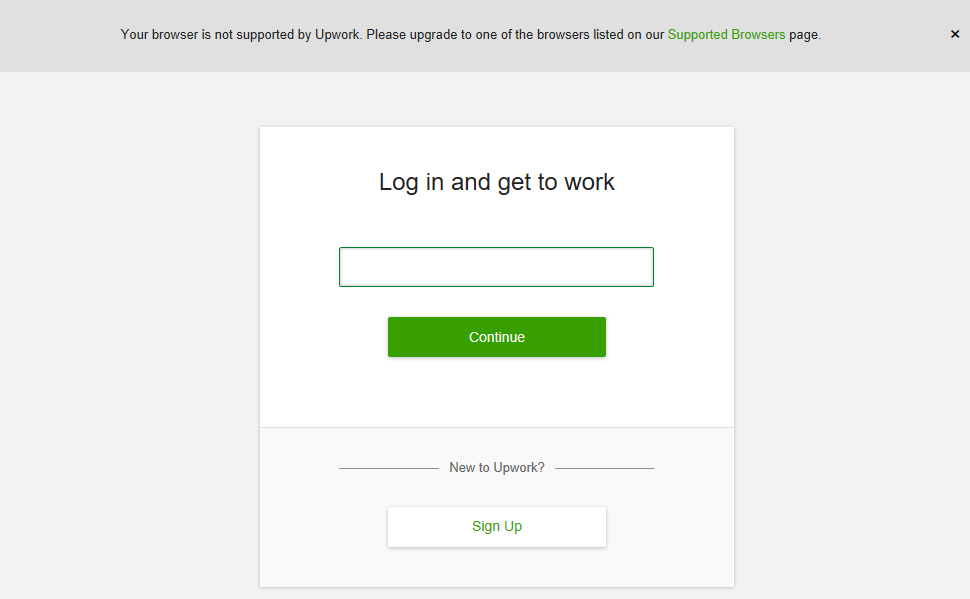 Your browser is not supported by Upwork. Please upgrade to one of the browsers listed on our Supported Browsers page.
×
Log in and get to work
Continue
New to Upwork?
Sign Up